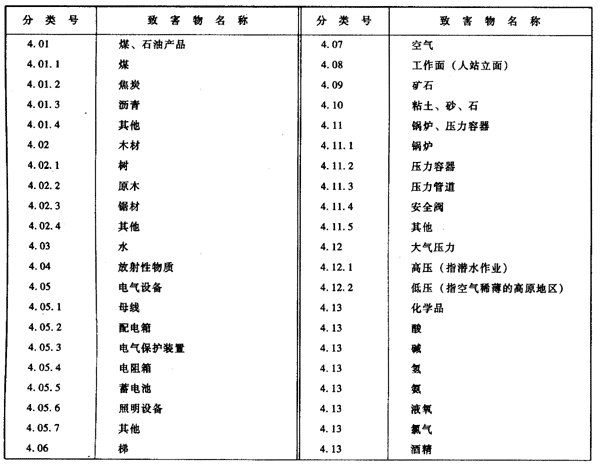 分类号 致害物名称 分类号 致害物名称
4.01 煤、石油产品 4.07 空气
4.01.1 煤 4.08 工作面（人站立面）
4.01.2 焦炭 4.09 矿石
4.01.3 沥青 4.10 粘土、砂、石
4.01.4 其他 4.11 锅炉、压力容器
4.02 木材 4.11.1 锅炉
4.02.1 树 4.11.2 压力容器
4.02.2 原木 4.11.3 压力管道
4.02.3 锯材 4.11.4 安全阀
4.02.4 其他 4.11.5 其他
4.03 水 4.12 大气压力
4.04 放射性物质 4.12.1 高压（指潜水作业）
4.05 电气设备 4.12.2 低压（指空气稀薄的高原地区）
4.05.1 母线 4.13 化学品
4.05.2 配电箱 4.13 酸
4.05.3 电气保护装置 4.13 碱
4.05.4 电阻箱 4.13 氢
4.05.5 蓄电池 4.13 氨
4.05.6 照明设备 4.13 液氧
4.05.7 其他 4.13 氯气
4.06 梯 4.13 酒精